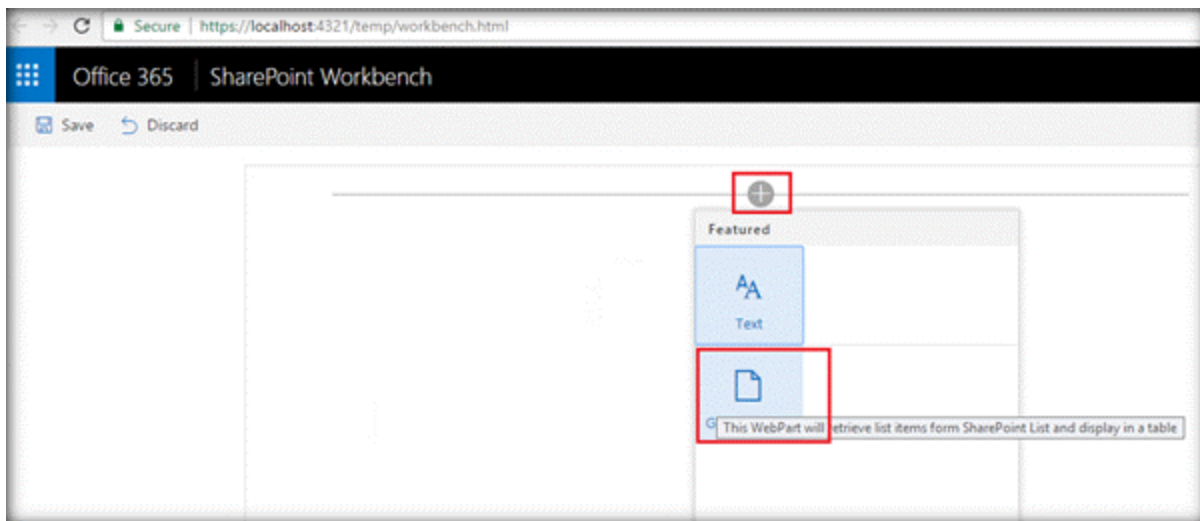 Secure | https://localhost:4321/temp/workbench.html
Office 365 SharePoint Workbench
Save Discard
Featured
Text
G
This WebPart will retrieve list items form SharePoint List and display in a table